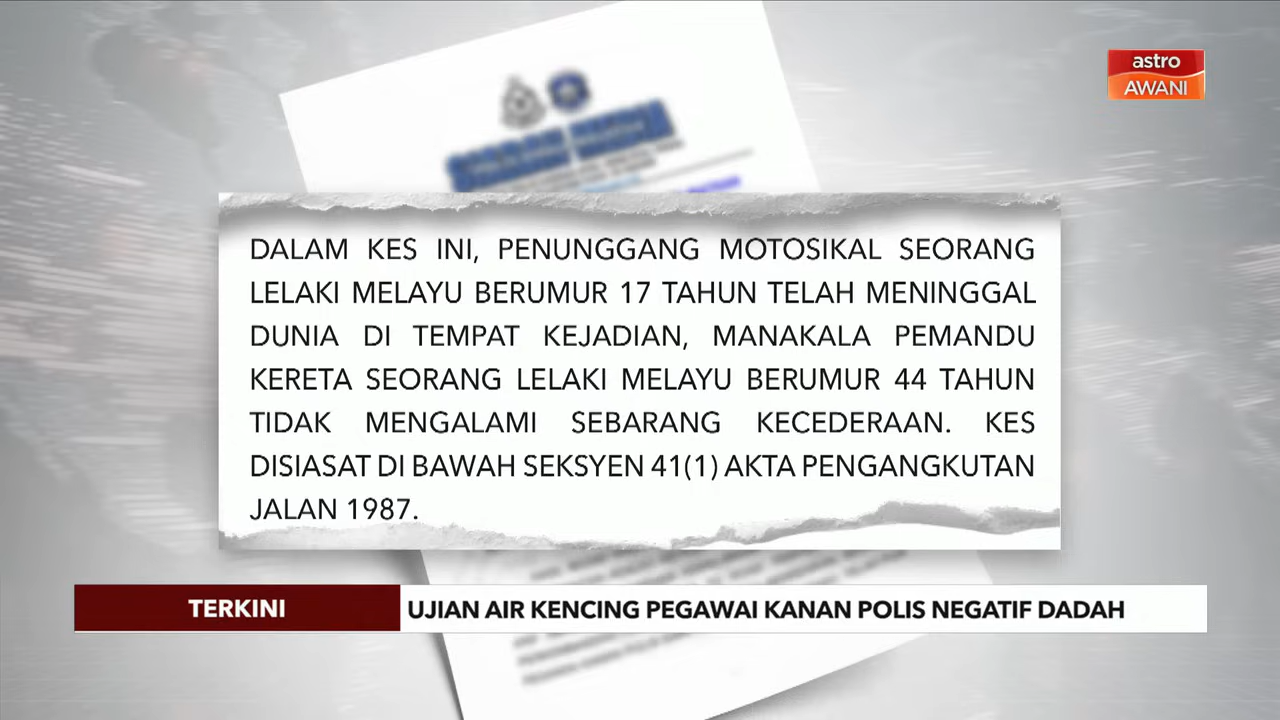 astro
AWANI
DALAM KES INI, PENUNGGANG MOTOSIKAL SEORANG
LELAKI MELAYU BERUMUR 17 TAHUN TELAH MENINGGAL
DUNIA DI TEMPAT KEJADIAN, MANAKALA PEMANDU
KERETA SEORANG LELAKI MELAYU BERUMUR 44 TAHUN
TIDAK MENGALAMI SEBARANG KECEDERAAN. KES
DISIASAT DI BAWAH SEKSYEN 41(1) AKTA PENGANGKUTAN
JALAN 1987.
TERKINI
UJIAN AIR KENCING PEGAWAI KANAN POLIS NEGATIF DADAH